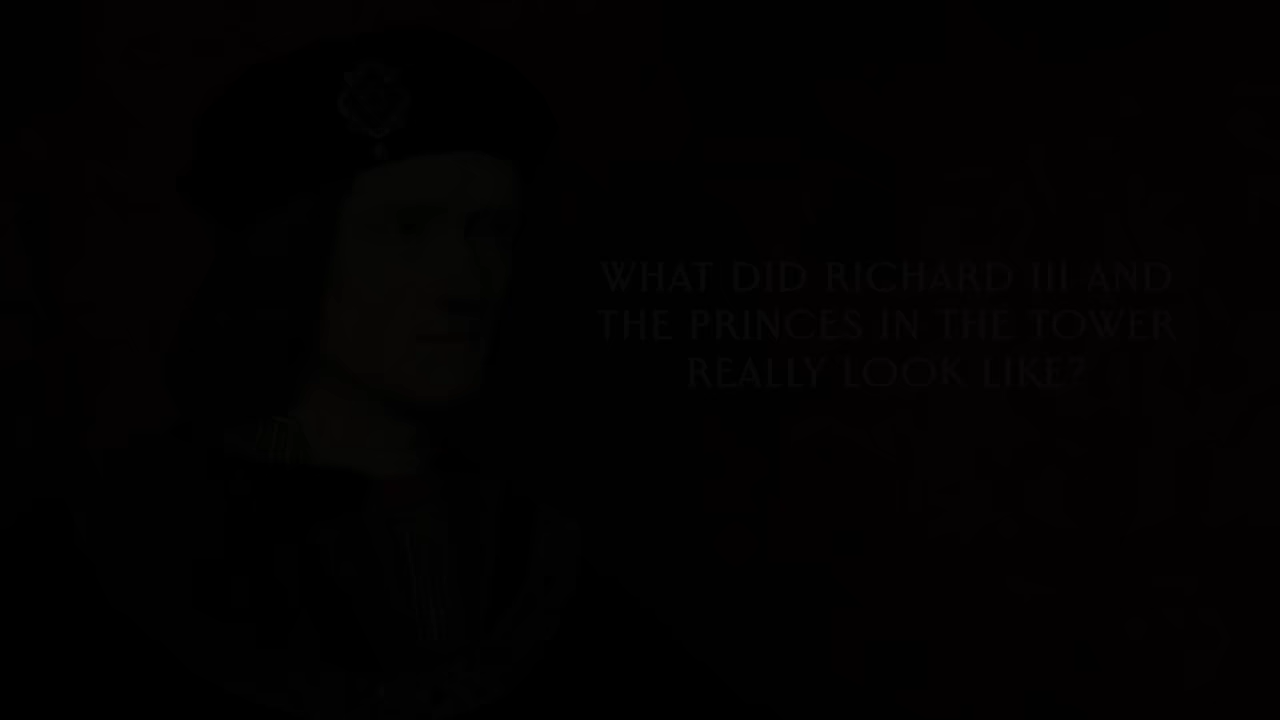 WHAT DID RICHARD III AND
THE PRINCES IN THE TOWER
REALLY LOOK LIKE?